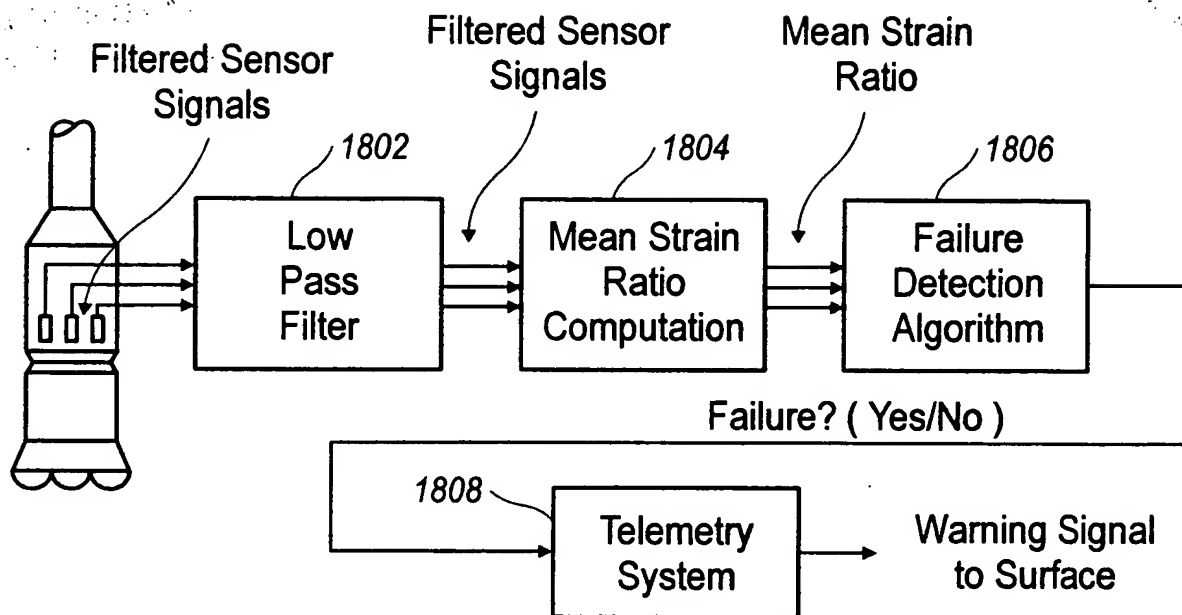 Filtered Sensor
Signals
Filtered Sensor
Signals
Mean Strain
Ratio
1802
1804
1806
Low
Pass
Filter
Mean Strain
Ratio
Computation
Failure
Detection
Algorithm
Failure? ( Yes/No )
1808
Telemetry
System
Warning Signal
to Surface